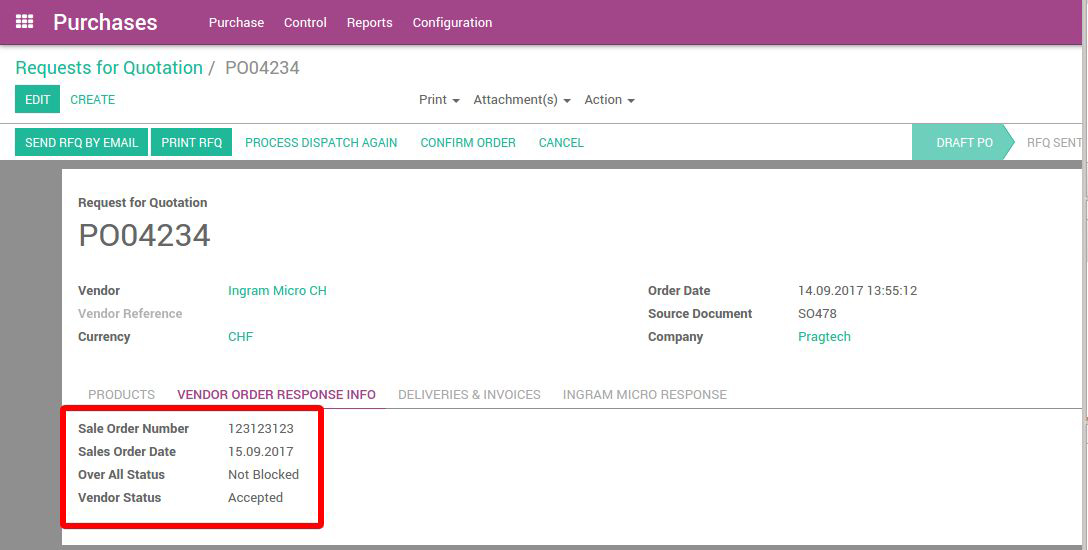 Purchases Purchase Control Reports Configuration
Requests for Quotation / PO04234
EDIT CREATE Print Attachment(s) Action
SEND RFQ BY EMAIL PRINT RFQ PROCESS DISPATCH AGAIN CONFIRM ORDER CANCEL DRAFT PO RFQ SENT
Request for Quotation
PO04234
Vendor Ingram Micro CH Order Date 14.09.2017 13:55:12
Vendor Reference Source Document SO478
Currency CHF Company Pragtech
PRODUCTS VENDOR ORDER RESPONSE INFO DELIVERIES & INVOICES INGRAM MICRO RESPONSE
Sale Order Number 123123123
Sales Order Date 15.09.2017
Over All Status Not Blocked
Vendor Status Accepted